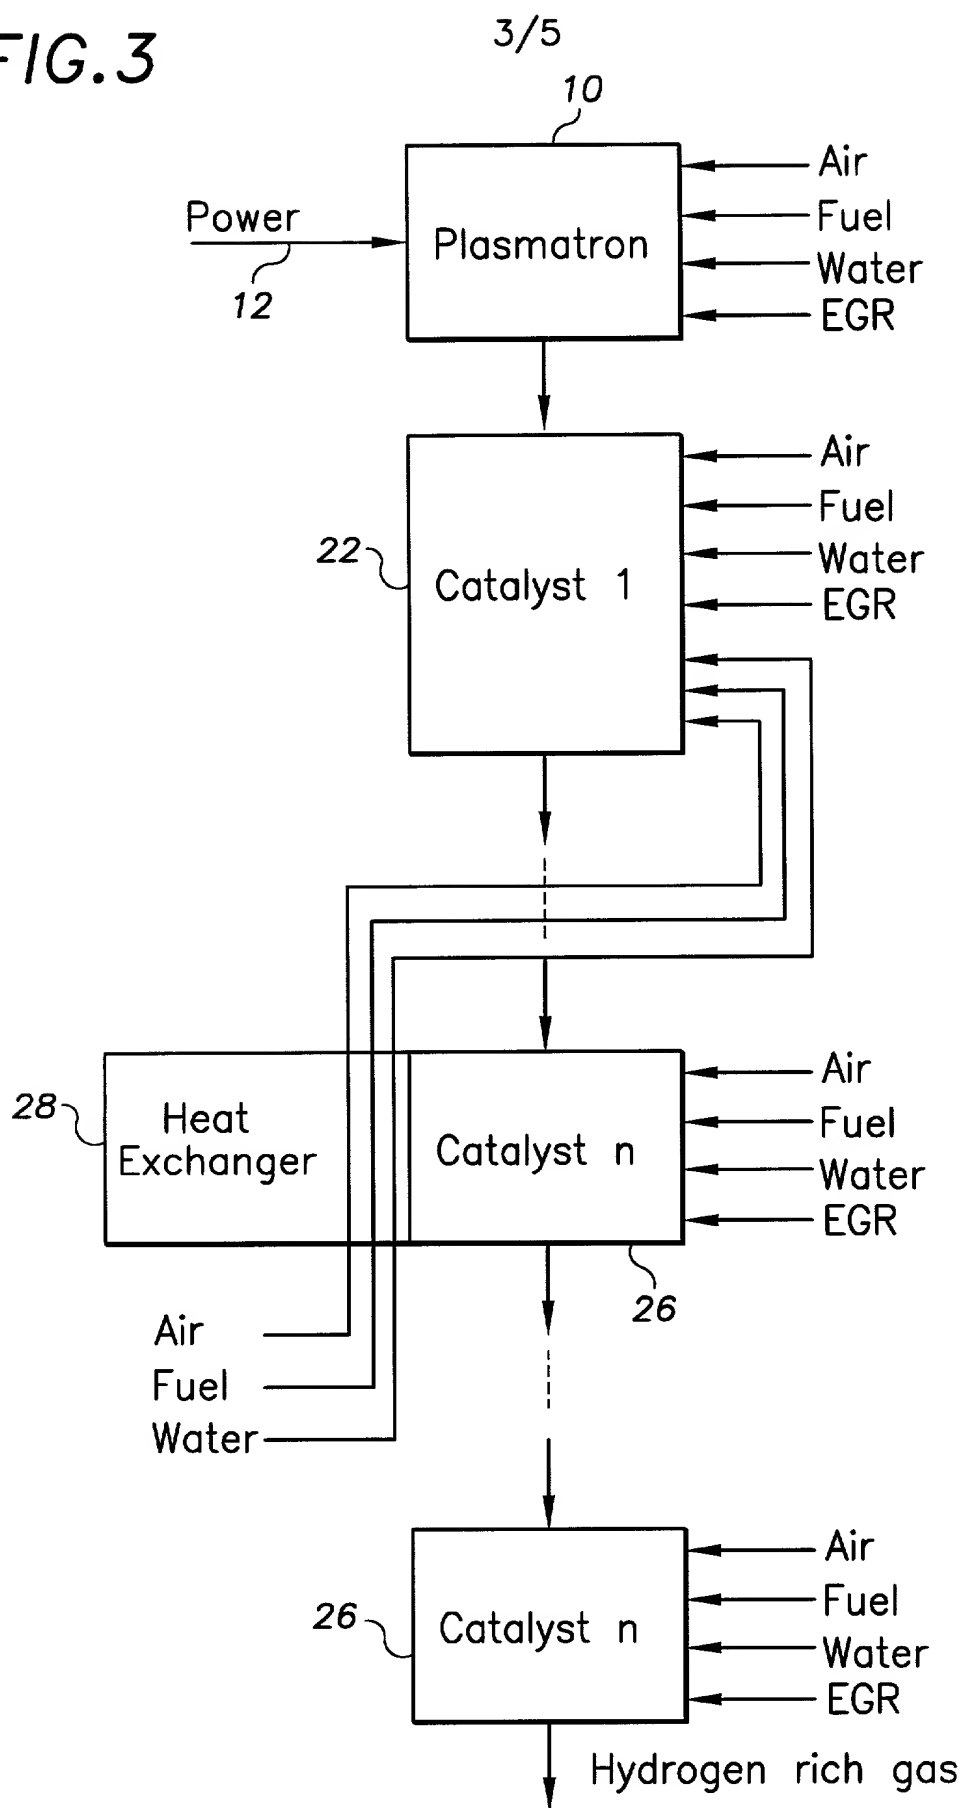 3/5
FIG.3
10
Air
Power
Fuel
Plasmatron
Water
12
EGR
Air
Fuel
22
Water
Catalyst 1
EGR
Air
28
Heat
Exchanger
Fuel
Catalyst n
Water
EGR
26
Air
Fuel
Water
Air
26
Fuel
Catalyst n
Water
EGR
Hydrogen rich gas